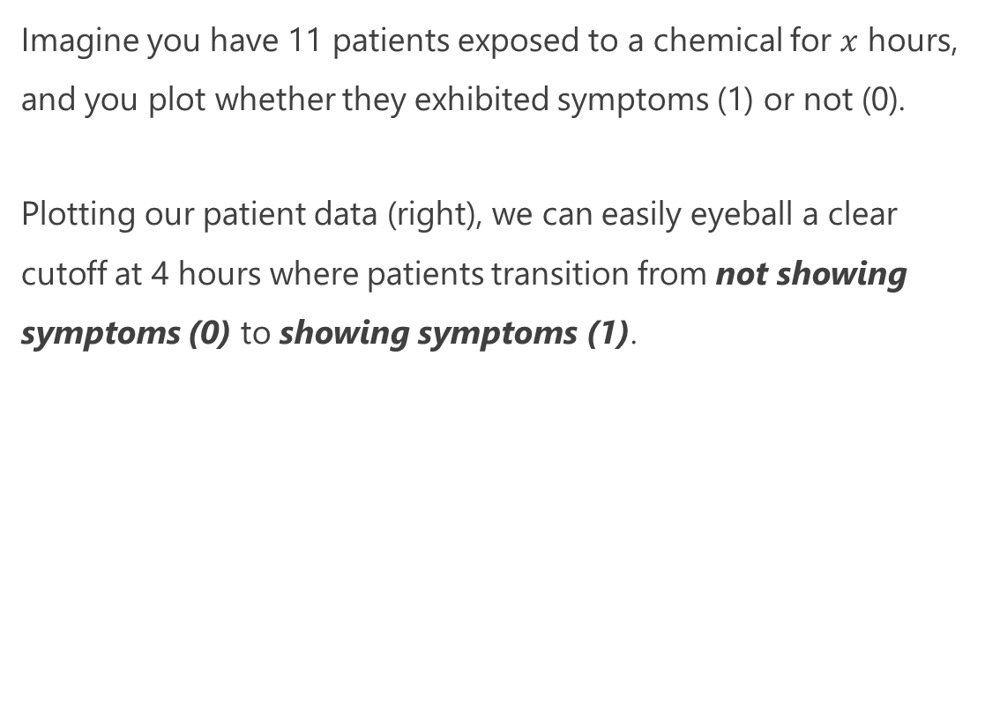 Imagine you have 11 patients exposed to a chemical for x hours,
and you plot whether they exhibited symptoms (1) or not (0).
Plotting our patient data (right), we can easily eyeball a clear
cutoff at 4 hours where patients transition from not showing
symptoms (0) to showing symptoms (1).